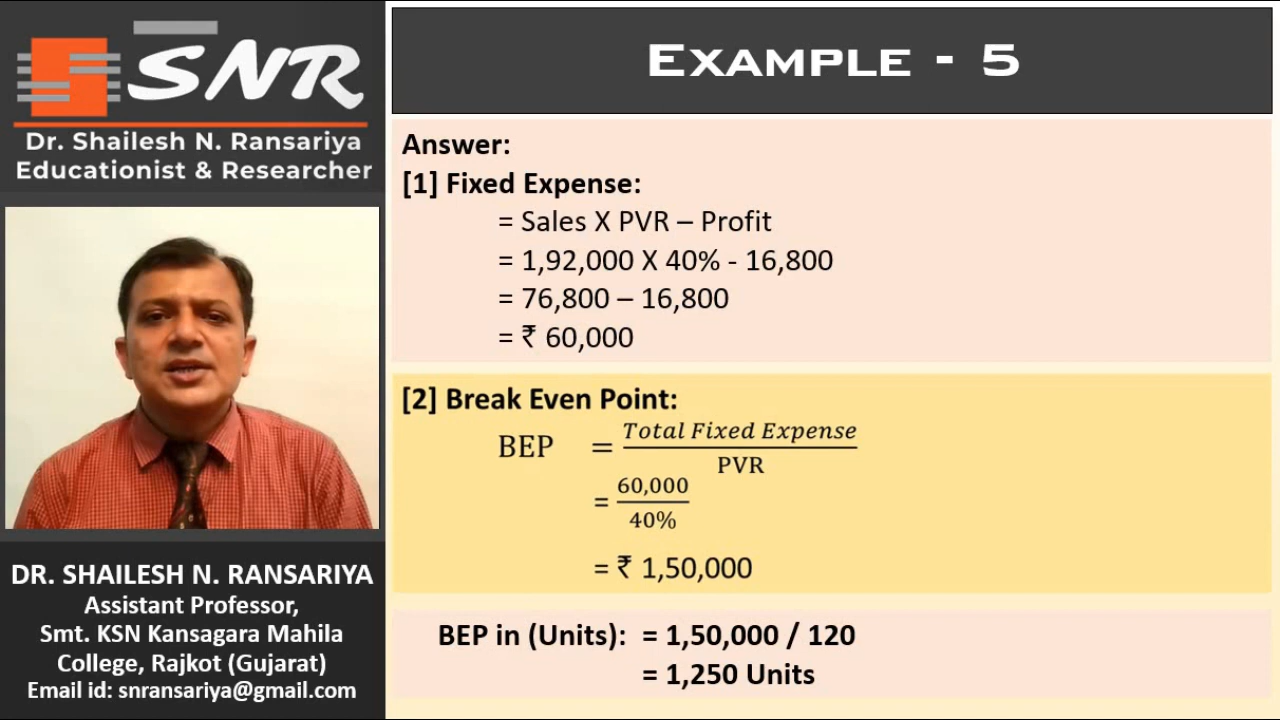 SNR
Dr. Shailesh N. Ransariya
Educationist & Researcher
DR. SHAILESH N. RANSARIYA
Assistant Professor,
Smt. KSN Kansagara Mahila
College, Rajkot (Gujarat)
Email id: snransariya@gmail.com
EXAMPLE - 5
Answer:
[1] Fixed Expense:
= Sales X PVR – Profit
= 1,92,000 X 40% - 16,800
= 76,800 – 16,800
= ₹ 60,000
[2] Break Even Point:
BEP = Total Fixed Expense / PVR
= 60,000 / 40%
= ₹ 1,50,000
BEP in (Units): = 1,50,000 / 120
= 1,250 Units